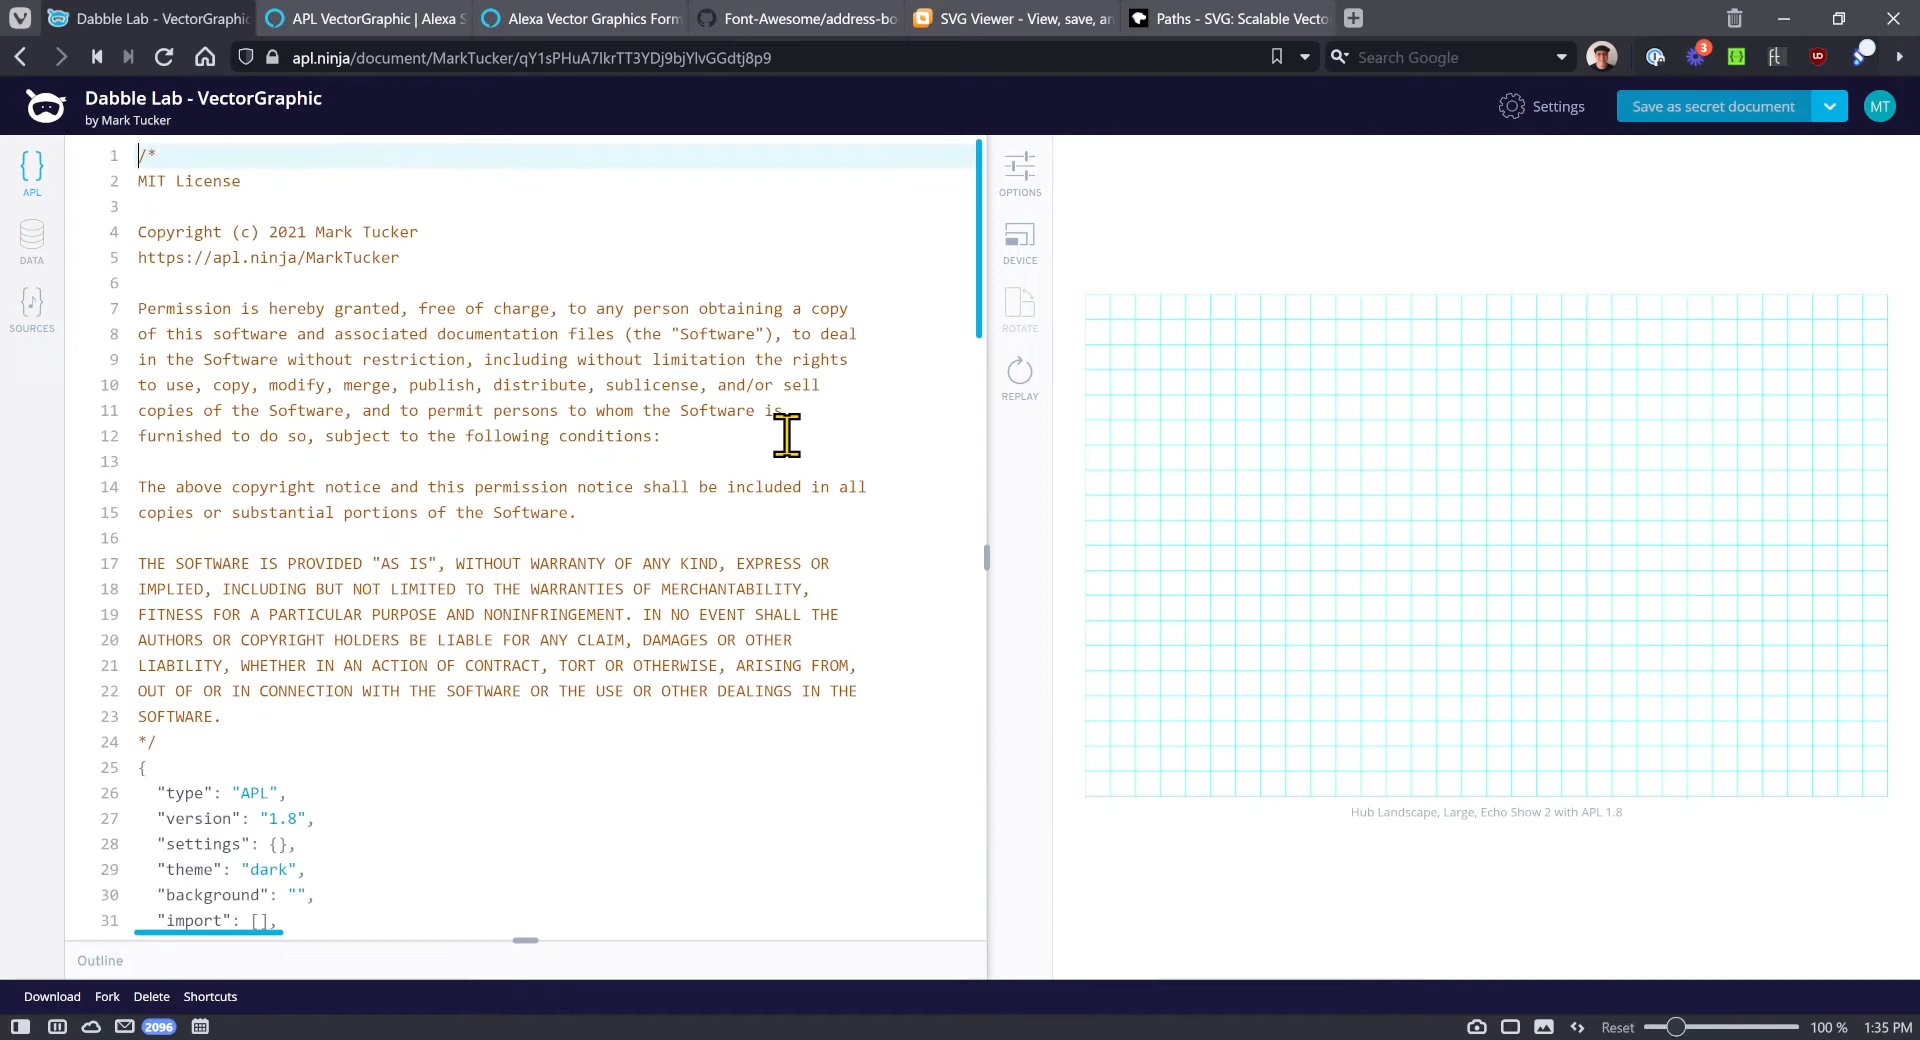 Dabble Lab - VectorGraphic
APL VectorGraphic | Alexa S
Alexa Vector Graphics Form
Font-Awesome/address-bo
SVG Viewer - View, save, an
Paths - SVG: Scalable Vecto
apl.ninja/document/MarkTucker/qY1sPHuA7lkrTT3YDj9bjYlvGGdtj8p9
Search Google
3
Dabble Lab - VectorGraphic
by Mark Tucker
Settings
Save as secret document
MT
APL
DATA
SOURCES
1 /*
2 MIT License
3
4 Copyright (c) 2021 Mark Tucker
5 https://apl.ninja/MarkTucker
6
7 Permission is hereby granted, free of charge, to any person obtaining a copy
8 of this software and associated documentation files (the "Software"), to deal
9 in the Software without restriction, including without limitation the rights
10 to use, copy, modify, merge, publish, distribute, sublicense, and/or sell
11 copies of the Software, and to permit persons to whom the Software is
12 furnished to do so, subject to the following conditions:
13
14 The above copyright notice and this permission notice shall be included in all
15 copies or substantial portions of the Software.
16
17 THE SOFTWARE IS PROVIDED "AS IS", WITHOUT WARRANTY OF ANY KIND, EXPRESS OR
18 IMPLIED, INCLUDING BUT NOT LIMITED TO THE WARRANTIES OF MERCHANTABILITY,
19 FITNESS FOR A PARTICULAR PURPOSE AND NONINFRINGEMENT. IN NO EVENT SHALL THE
20 AUTHORS OR COPYRIGHT HOLDERS BE LIABLE FOR ANY CLAIM, DAMAGES OR OTHER
21 LIABILITY, WHETHER IN AN ACTION OF CONTRACT, TORT OR OTHERWISE, ARISING FROM,
22 OUT OF OR IN CONNECTION WITH THE SOFTWARE OR THE USE OR OTHER DEALINGS IN THE
23 SOFTWARE.
24 */
25 {
26 "type": "APL",
27 "version": "1.8",
28 "settings": {},
29 "theme": "dark",
30 "background": "",
31 "import": [],
Outline
OPTIONS
DEVICE
ROTATE
REPLAY
Hub Landscape, Large, Echo Show 2 with APL 1.8
Download Fork Delete Shortcuts
2096
Reset
100 %
1:35 PM